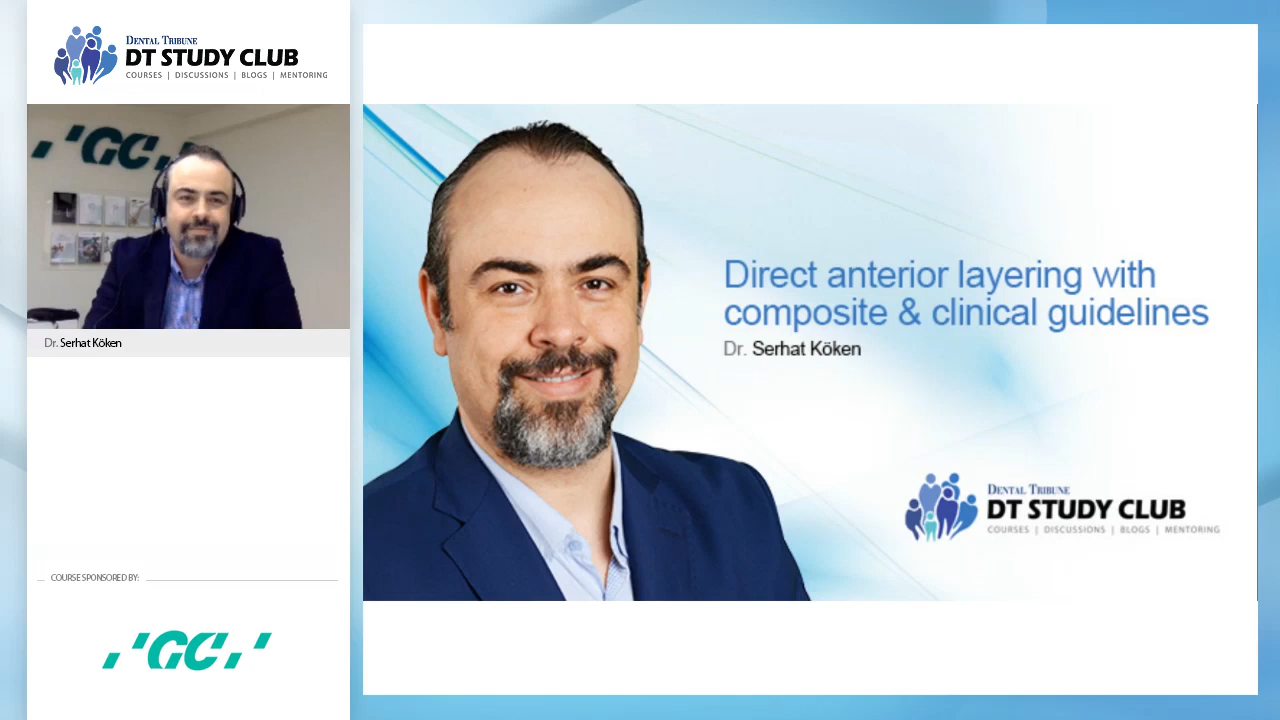 DENTAL TRIBUNE
DT STUDY CLUB
COURSES | DISCUSSIONS | BLOGS | MENTORING
GC
Dr. Serhat Köken
COURSE SPONSORED BY:
GC
Direct anterior layering with
composite & clinical guidelines
Dr. Serhat Köken
DENTAL TRIBUNE
DT STUDY CLUB
COURSES | DISCUSSIONS | BLOGS | MENTORING